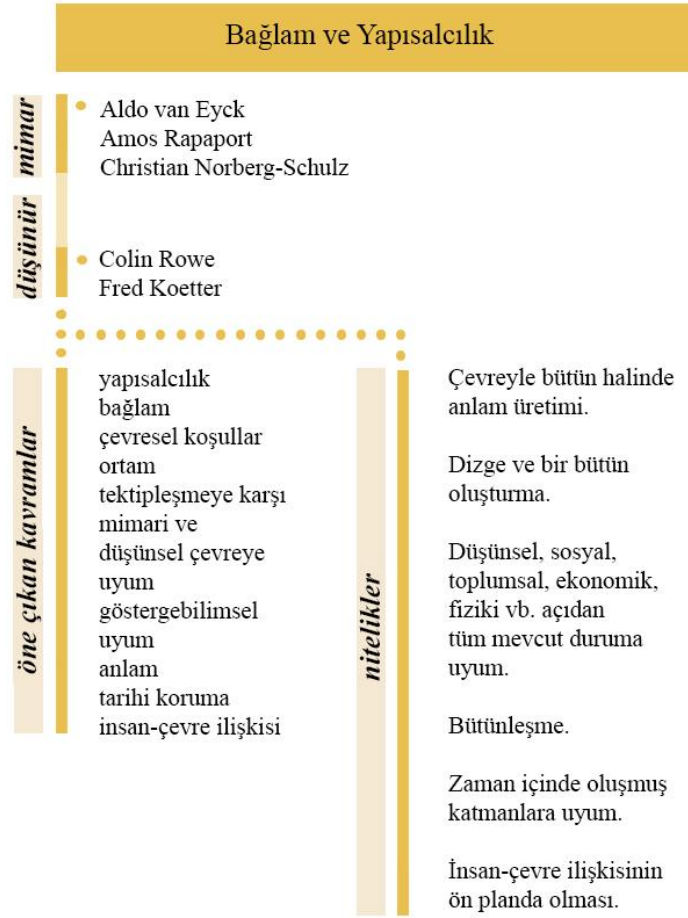 Bağlam ve Yapısalcılık
mimar
Aldo van Eyck
Amos Rapaport
Christian Norberg-Schulz
düşünür
Colin Rowe
Fred Koetter
öne çıkan kavramlar
yapısalcılık
bağlam
çevresel koşullar
ortam
tektipleşmeye karşı
mimari ve
düşünsel çevreye
uyum
göstergebilimsel
uyum
anlam
tarihi koruma
insan-çevre ilişkisi
nitelikler
Çevreyle bütün halinde
anlam üretimi.
Dizge ve bir bütün
oluşturma.
Düşünsel, sosyal,
toplumsal, ekonomik,
fiziki vb. açıdan
tüm mevcut duruma
uyum.
Bütünleşme.
Zaman içinde oluşmuş
katmanlara uyum.
İnsan-çevre ilişkisinin
ön planda olması.